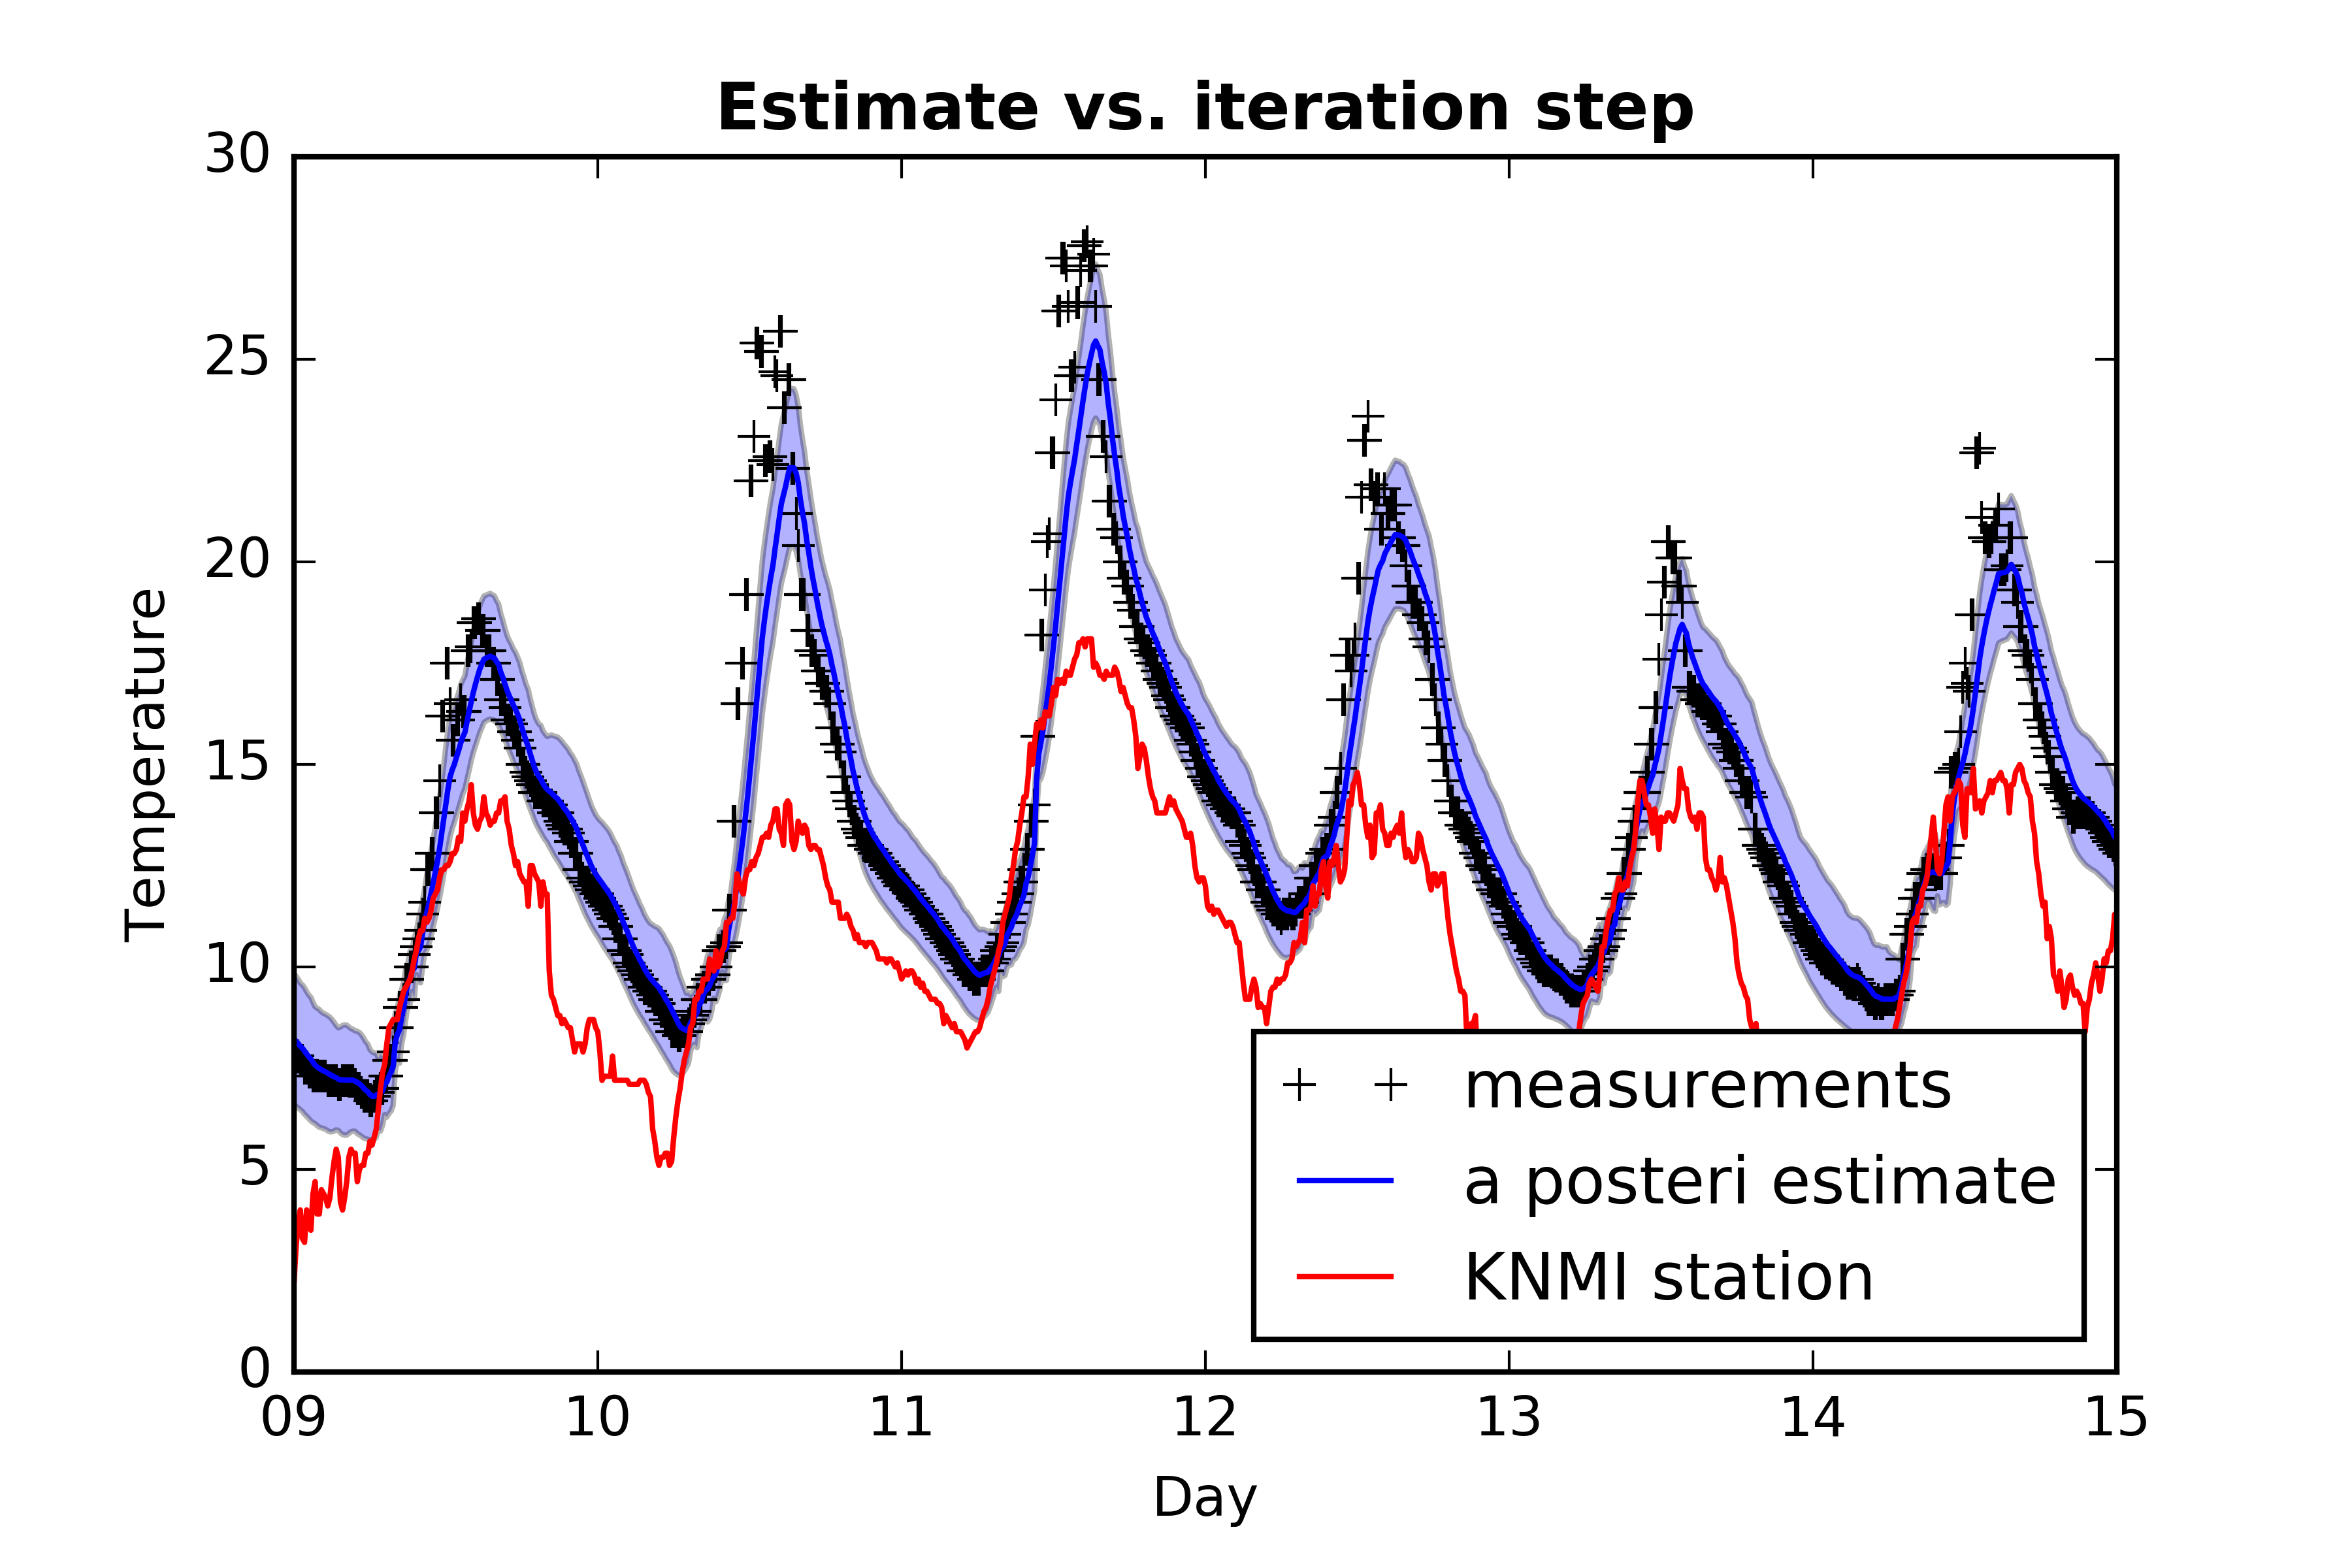 Estimate vs. iteration step
30
25
20
15
10
5
0
Temperature
09 10 11 12 13 14 15
Day
measurements
a posteri estimate
KNMI station